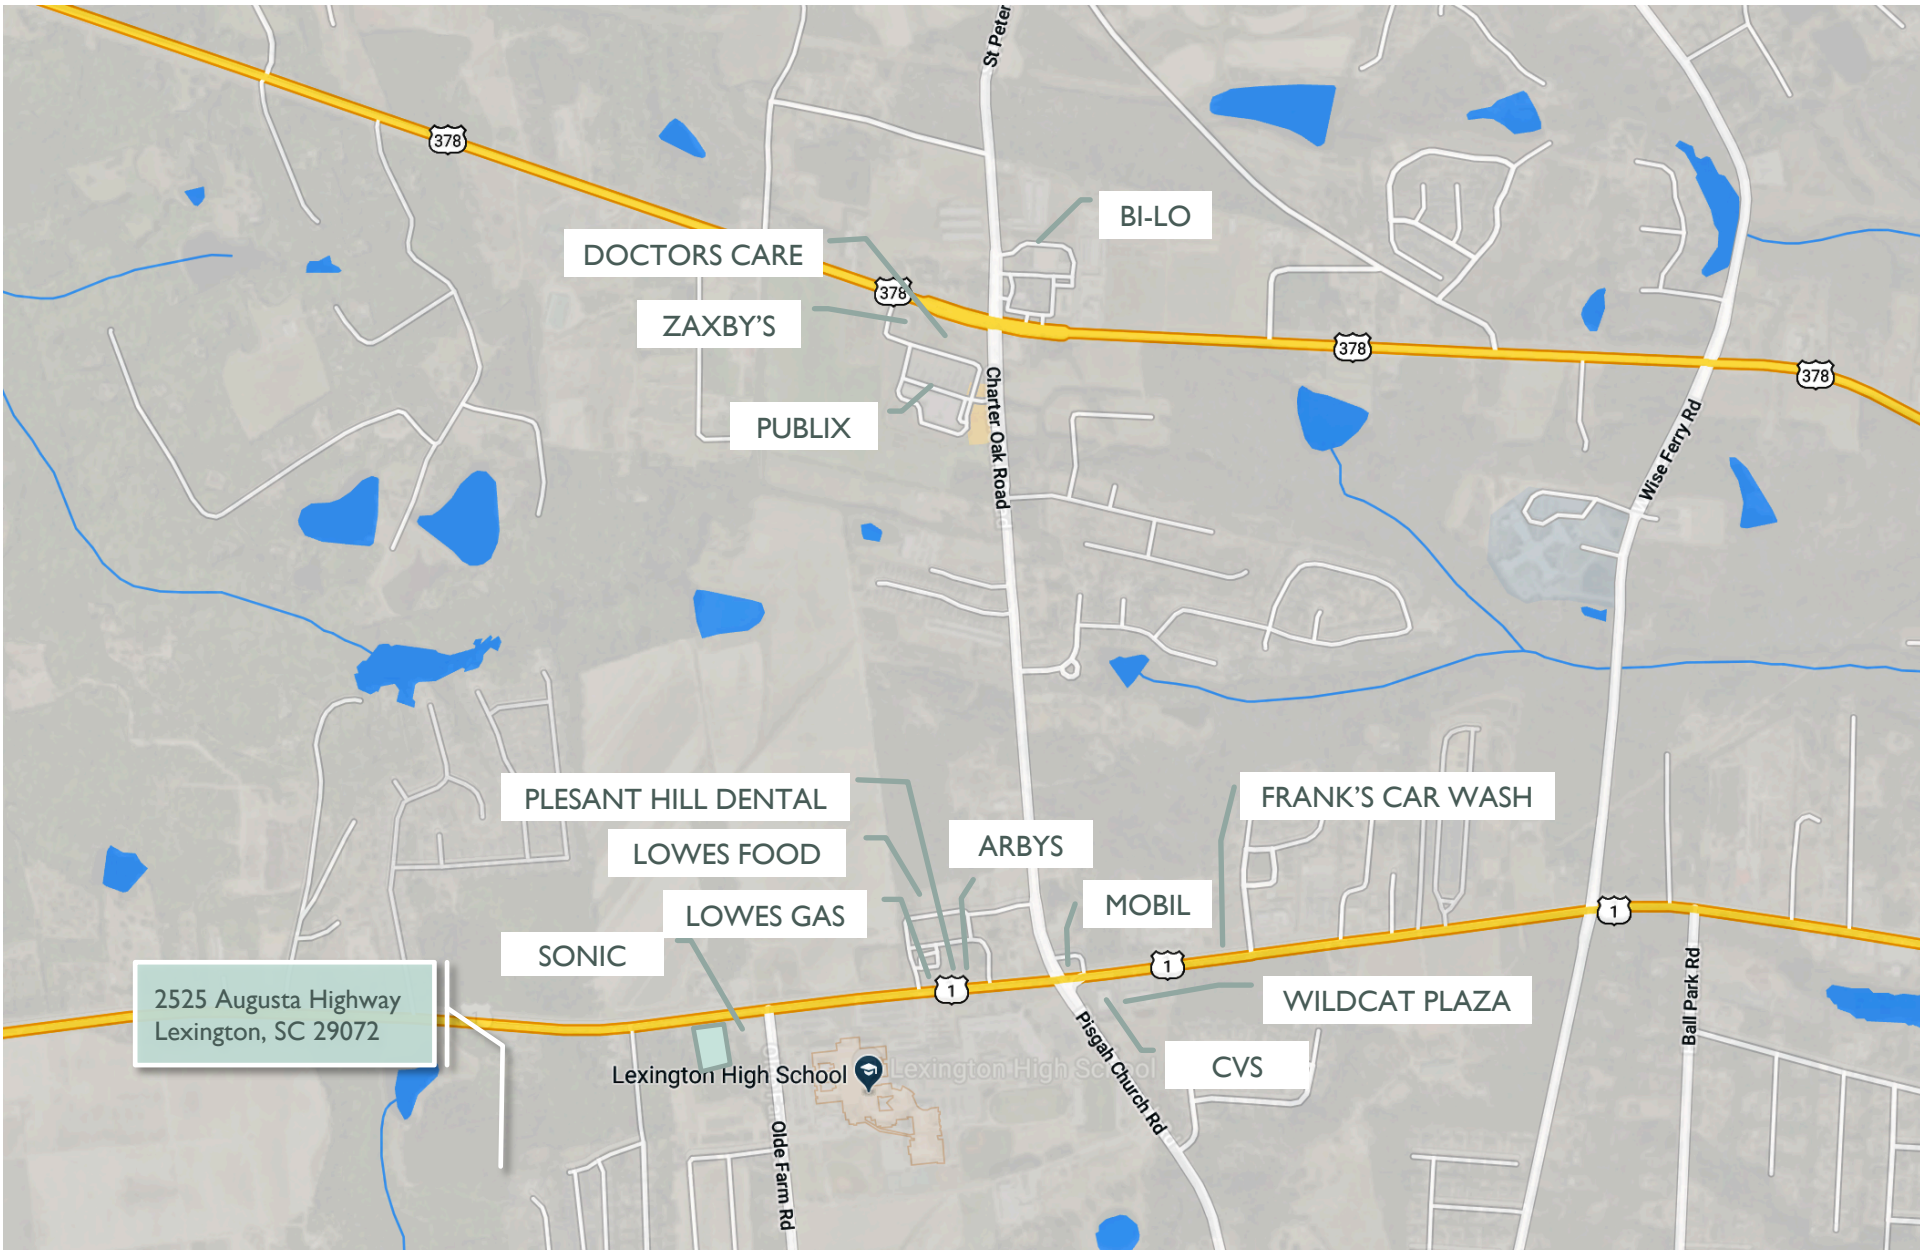 St Peter
378
BI-LO
DOCTORS CARE
378
ZAXBY'S
378
378
Charter Oak Road
PUBLIX
Wise Ferry Rd
PLESANT HILL DENTAL
FRANK'S CAR WASH
LOWES FOOD
ARBYS
LOWES GAS
MOBIL
1
SONIC
1
1
2525 Augusta Highway
Lexington, SC 29072
WILDCAT PLAZA
Ball Park Rd
Pisgah Church Rd
Lexington High School
Lexington High School
CVS
Olde Farm Rd